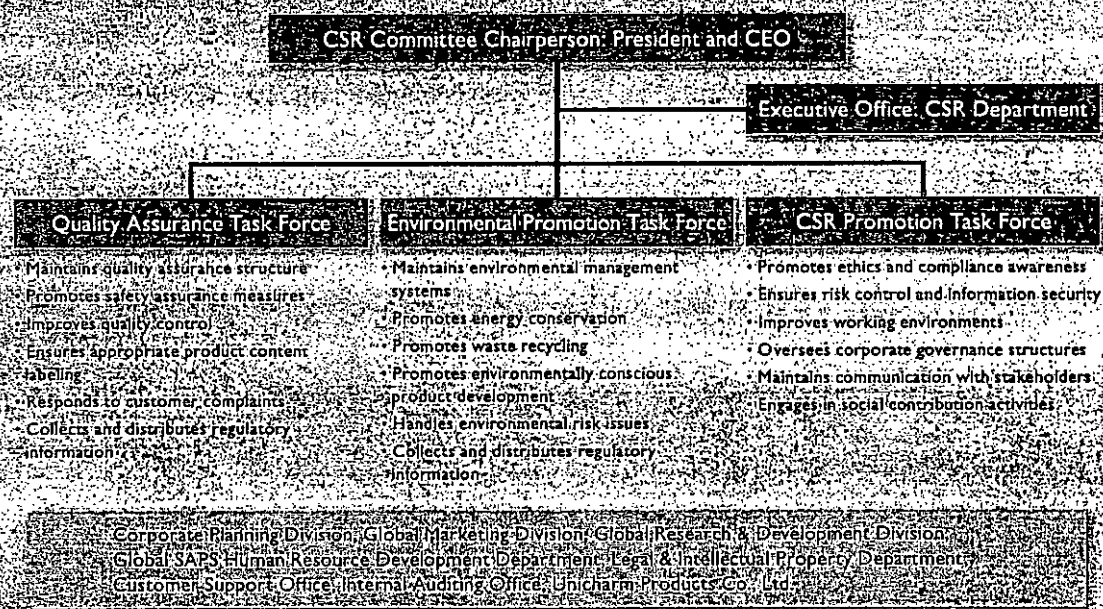 CSR Committee Chairperson: President and CEO
Executive Office: CSR Department
Quality Assurance Task Force
• Maintains quality assurance structure
• Promotes safety assurance measures
• Improves quality control
• Ensures appropriate product content
labeling
• Responds to customer complaints
• Collects and distributes regulatory
information
Environmental Promotion Task Force
• Maintains environmental management
systems
• Promotes energy conservation
• Promotes waste recycling
• Promotes environmentally conscious
product development
• Handles environmental risk issues
• Collects and distributes regulatory
information
CSR Promotion Task Force
• Promotes ethics and compliance awareness
• Ensures risk control and information security
• Improves working environments
• Oversees corporate governance structures
• Maintains communication with stakeholders
• Engages in social contribution activities
Corporate Planning Division, Global Marketing Division, Global Research & Development Division,
Global SAPS Human Resource Development Department, Legal & Intellectual Property Department,
Customer Support Office, Internal Auditing Office, Unicharm Products Co., Ltd.